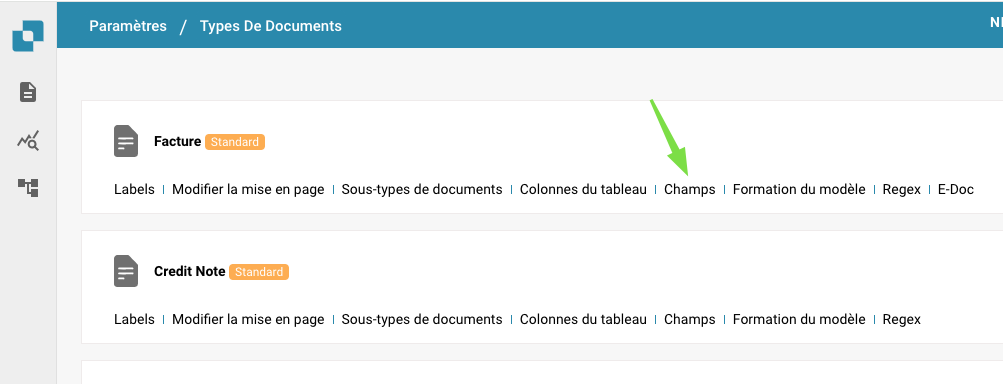 Paramètres / Types De Documents
Facture Standard
Labels | Modifier la mise en page | Sous-types de documents | Colonnes du tableau | Champs | Formation du modèle | Regex | E-Doc
Credit Note Standard
Labels | Modifier la mise en page | Sous-types de documents | Colonnes du tableau | Champs | Formation du modèle | Regex